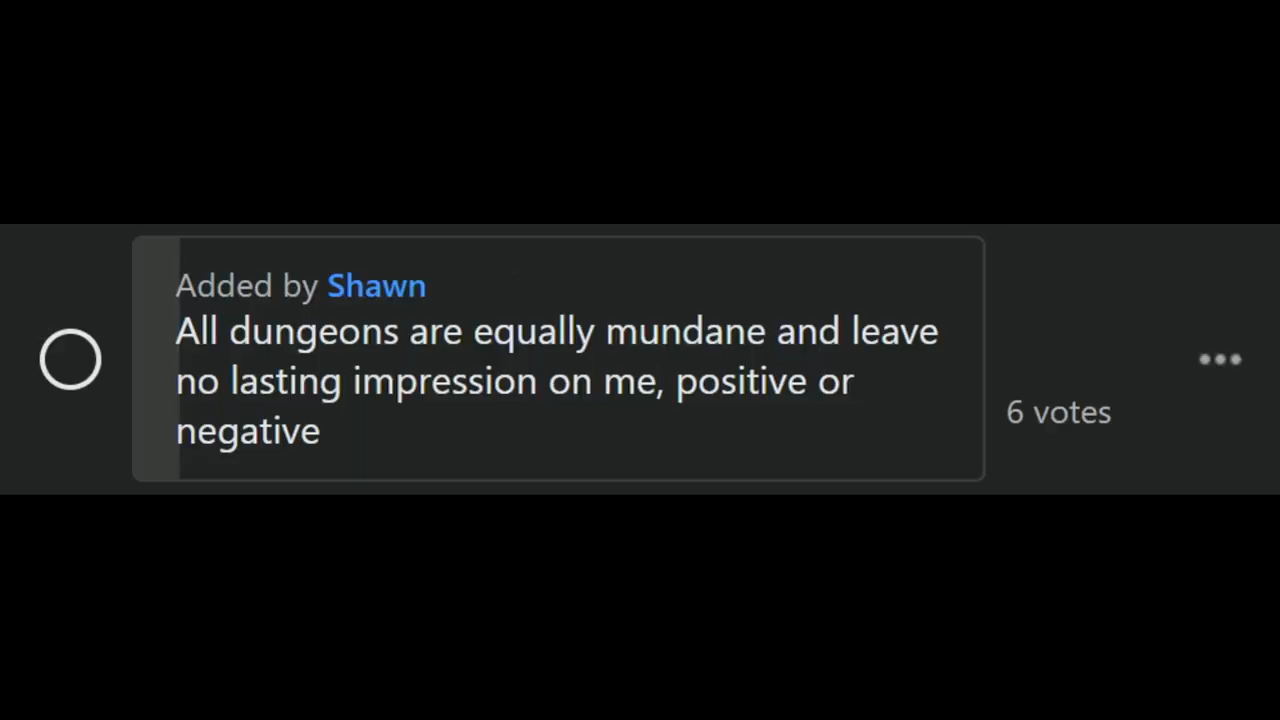 Added by Shawn
All dungeons are equally mundane and leave
no lasting impression on me, positive or
negative
6 votes